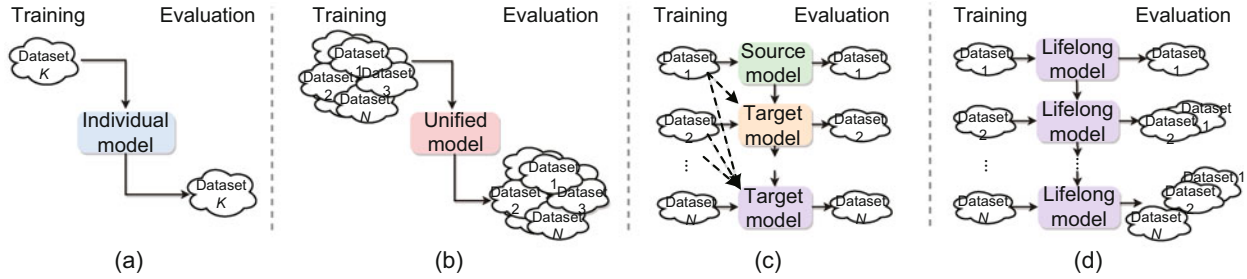 Training Evaluation
Dataset
K
Individual
model
Dataset
K
(a)
Training Evaluation
Dataset
1
Dataset
2
Dataset
3
Dataset
N
Unified
model
Dataset
1
Dataset
2
Dataset
3
Dataset
N
(b)
Training Evaluation
Dataset
1
Source
model
Dataset
1
Dataset
2
Target
model
Dataset
2
...
...
Dataset
N
Target
model
Dataset
N
(c)
Training Evaluation
Dataset
1
Lifelong
model
Dataset
1
Dataset
2
Lifelong
model
Dataset
1
Dataset
2
...
Dataset
N
Lifelong
model
Dataset1
Dataset
2
Dataset
N
(d)